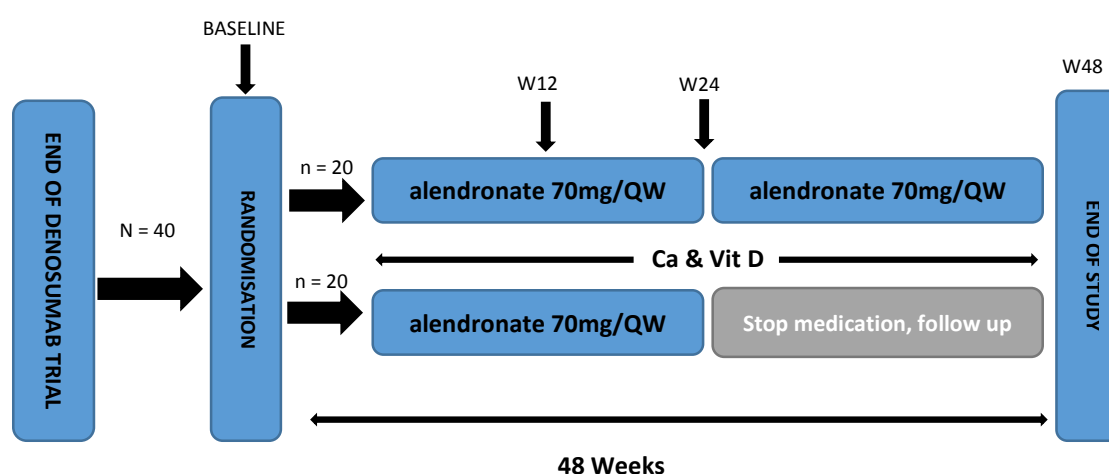 BASELINE
W12
W24
W48
END OF DENOSUMAB TRIAL
N = 40
RANDOMISATION
n = 20
alendronate 70mg/QW
alendronate 70mg/QW
Ca & Vit D
n = 20
alendronate 70mg/QW
Stop medication, follow up
END OF STUDY
48 Weeks